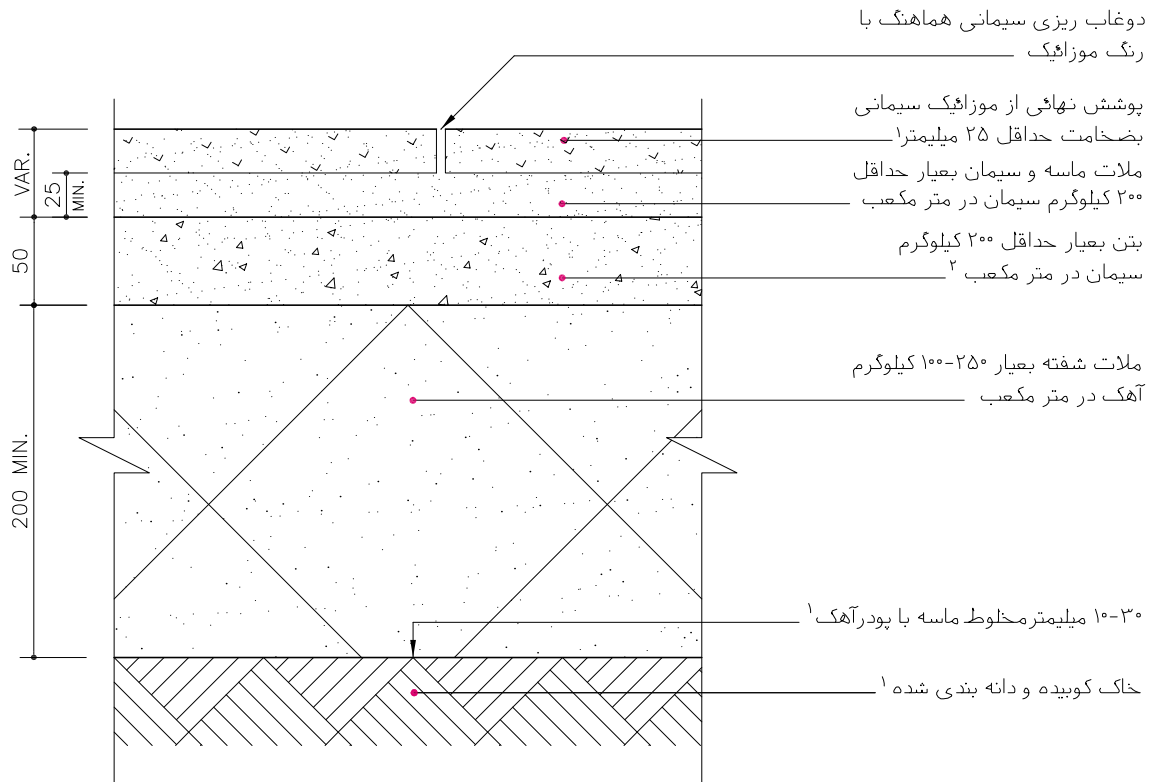 دوغاب ریزی سیمانی هماهنگ با
رنگ موزائیک
پوشش نهائی از موزائیک سیمانی
بضخامت حداقل ۲۵ میلیمتر۱
ملات ماسه و سیمان بعیار حداقل
۲۰۰ کیلوگرم سیمان در متر مکعب
بتن بعیار حداقل ۲۰۰ کیلوگرم
سیمان در متر مکعب ۲
ملات شفته بعیار ۲۵۰-۱۰۰ کیلوگرم
آهک در متر مکعب
۳۰-۱۰ میلیمترمخلوط ماسه با پودرآهک ۱
خاک کوبیده و دانه بندی شده ۱
VAR.
25
MIN.
50
200 MIN.